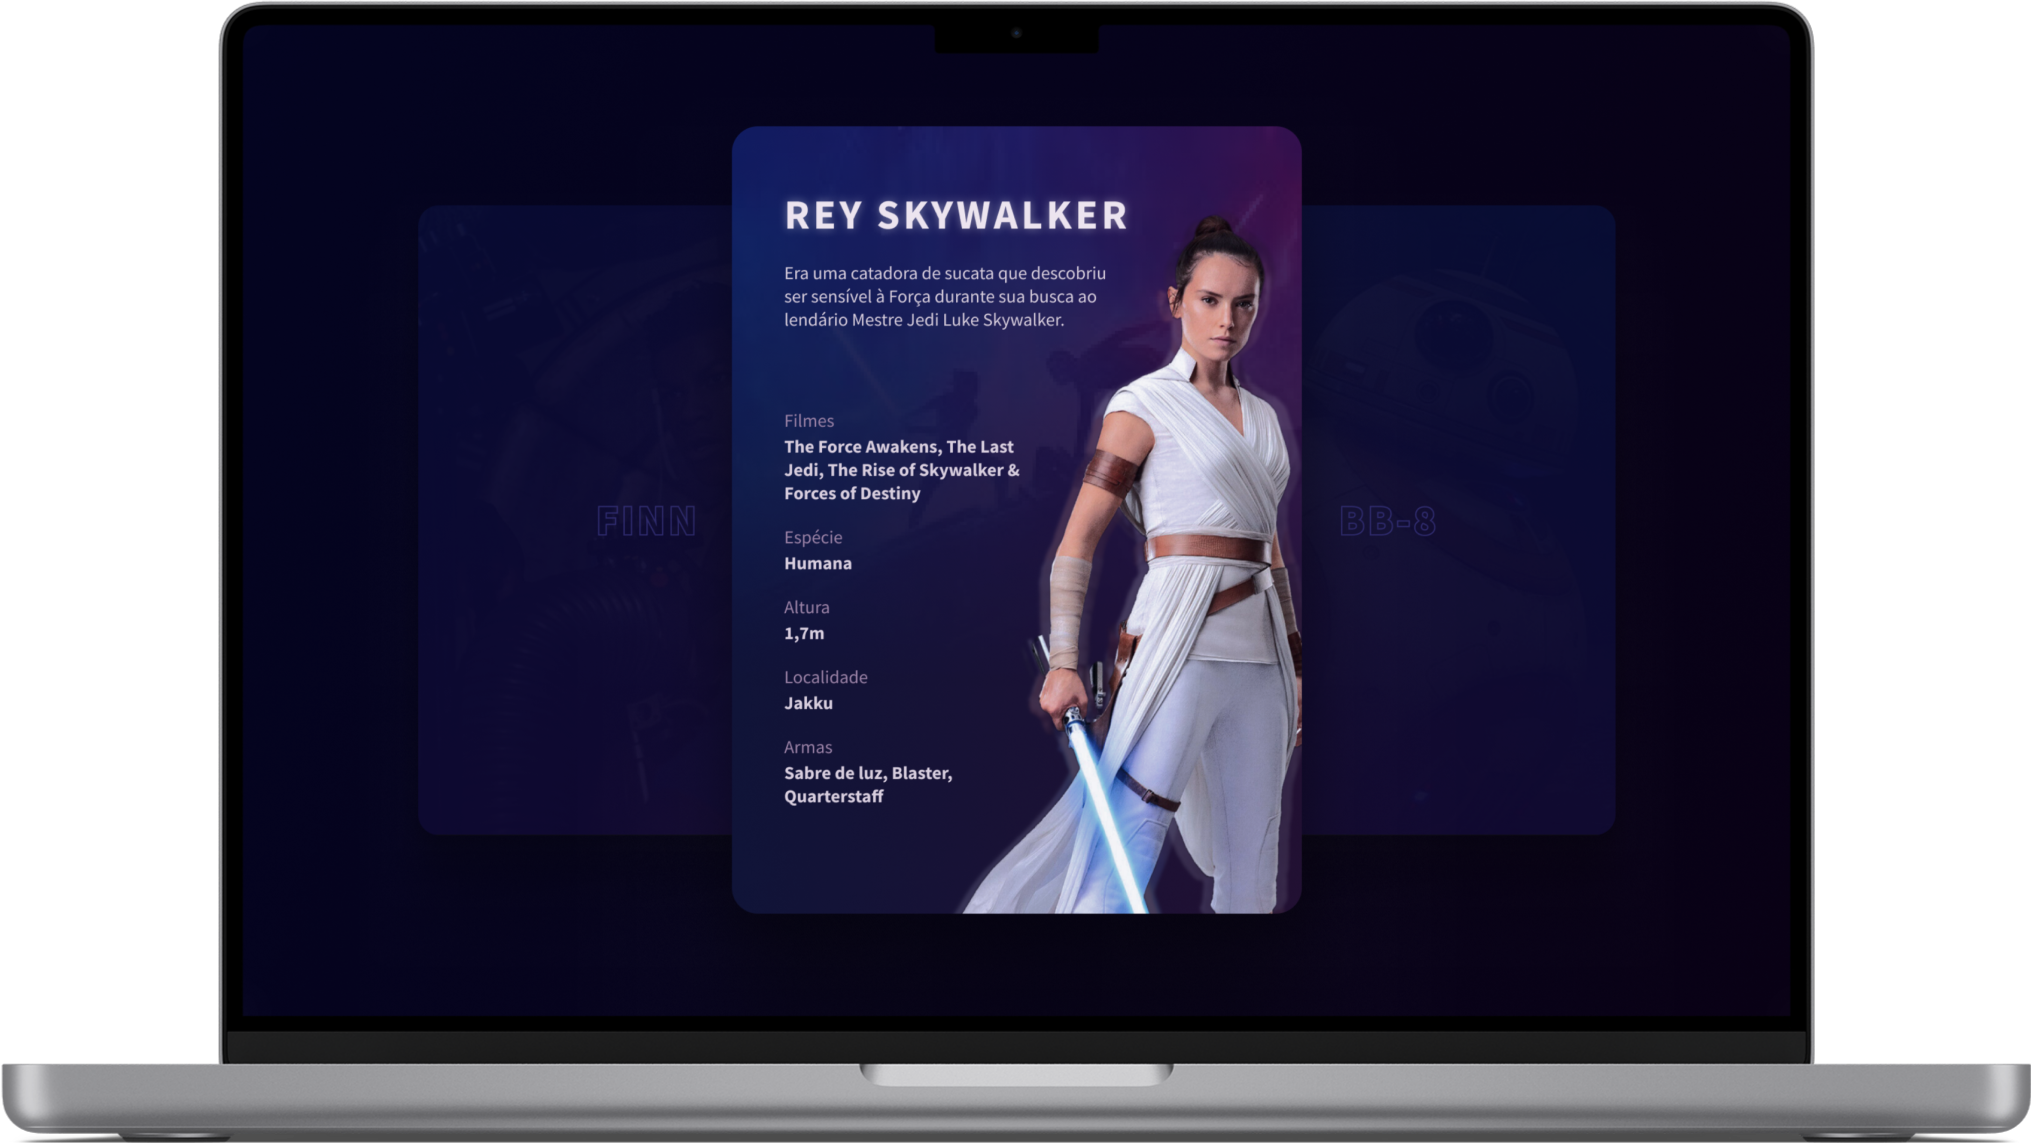 REY SKYWALKER
Era uma catadora de sucata que descobriu
ser sensível à Força durante sua busca ao
lendário Mestre Jedi Luke Skywalker.
Filmes
The Force Awakens, The Last
Jedi, The Rise of Skywalker &
Forces of Destiny
Espécie
Humana
Altura
1,7m
Localidade
Jakku
Armas
Sabre de luz, Blaster,
Quarterstaff
FINN
BB-8